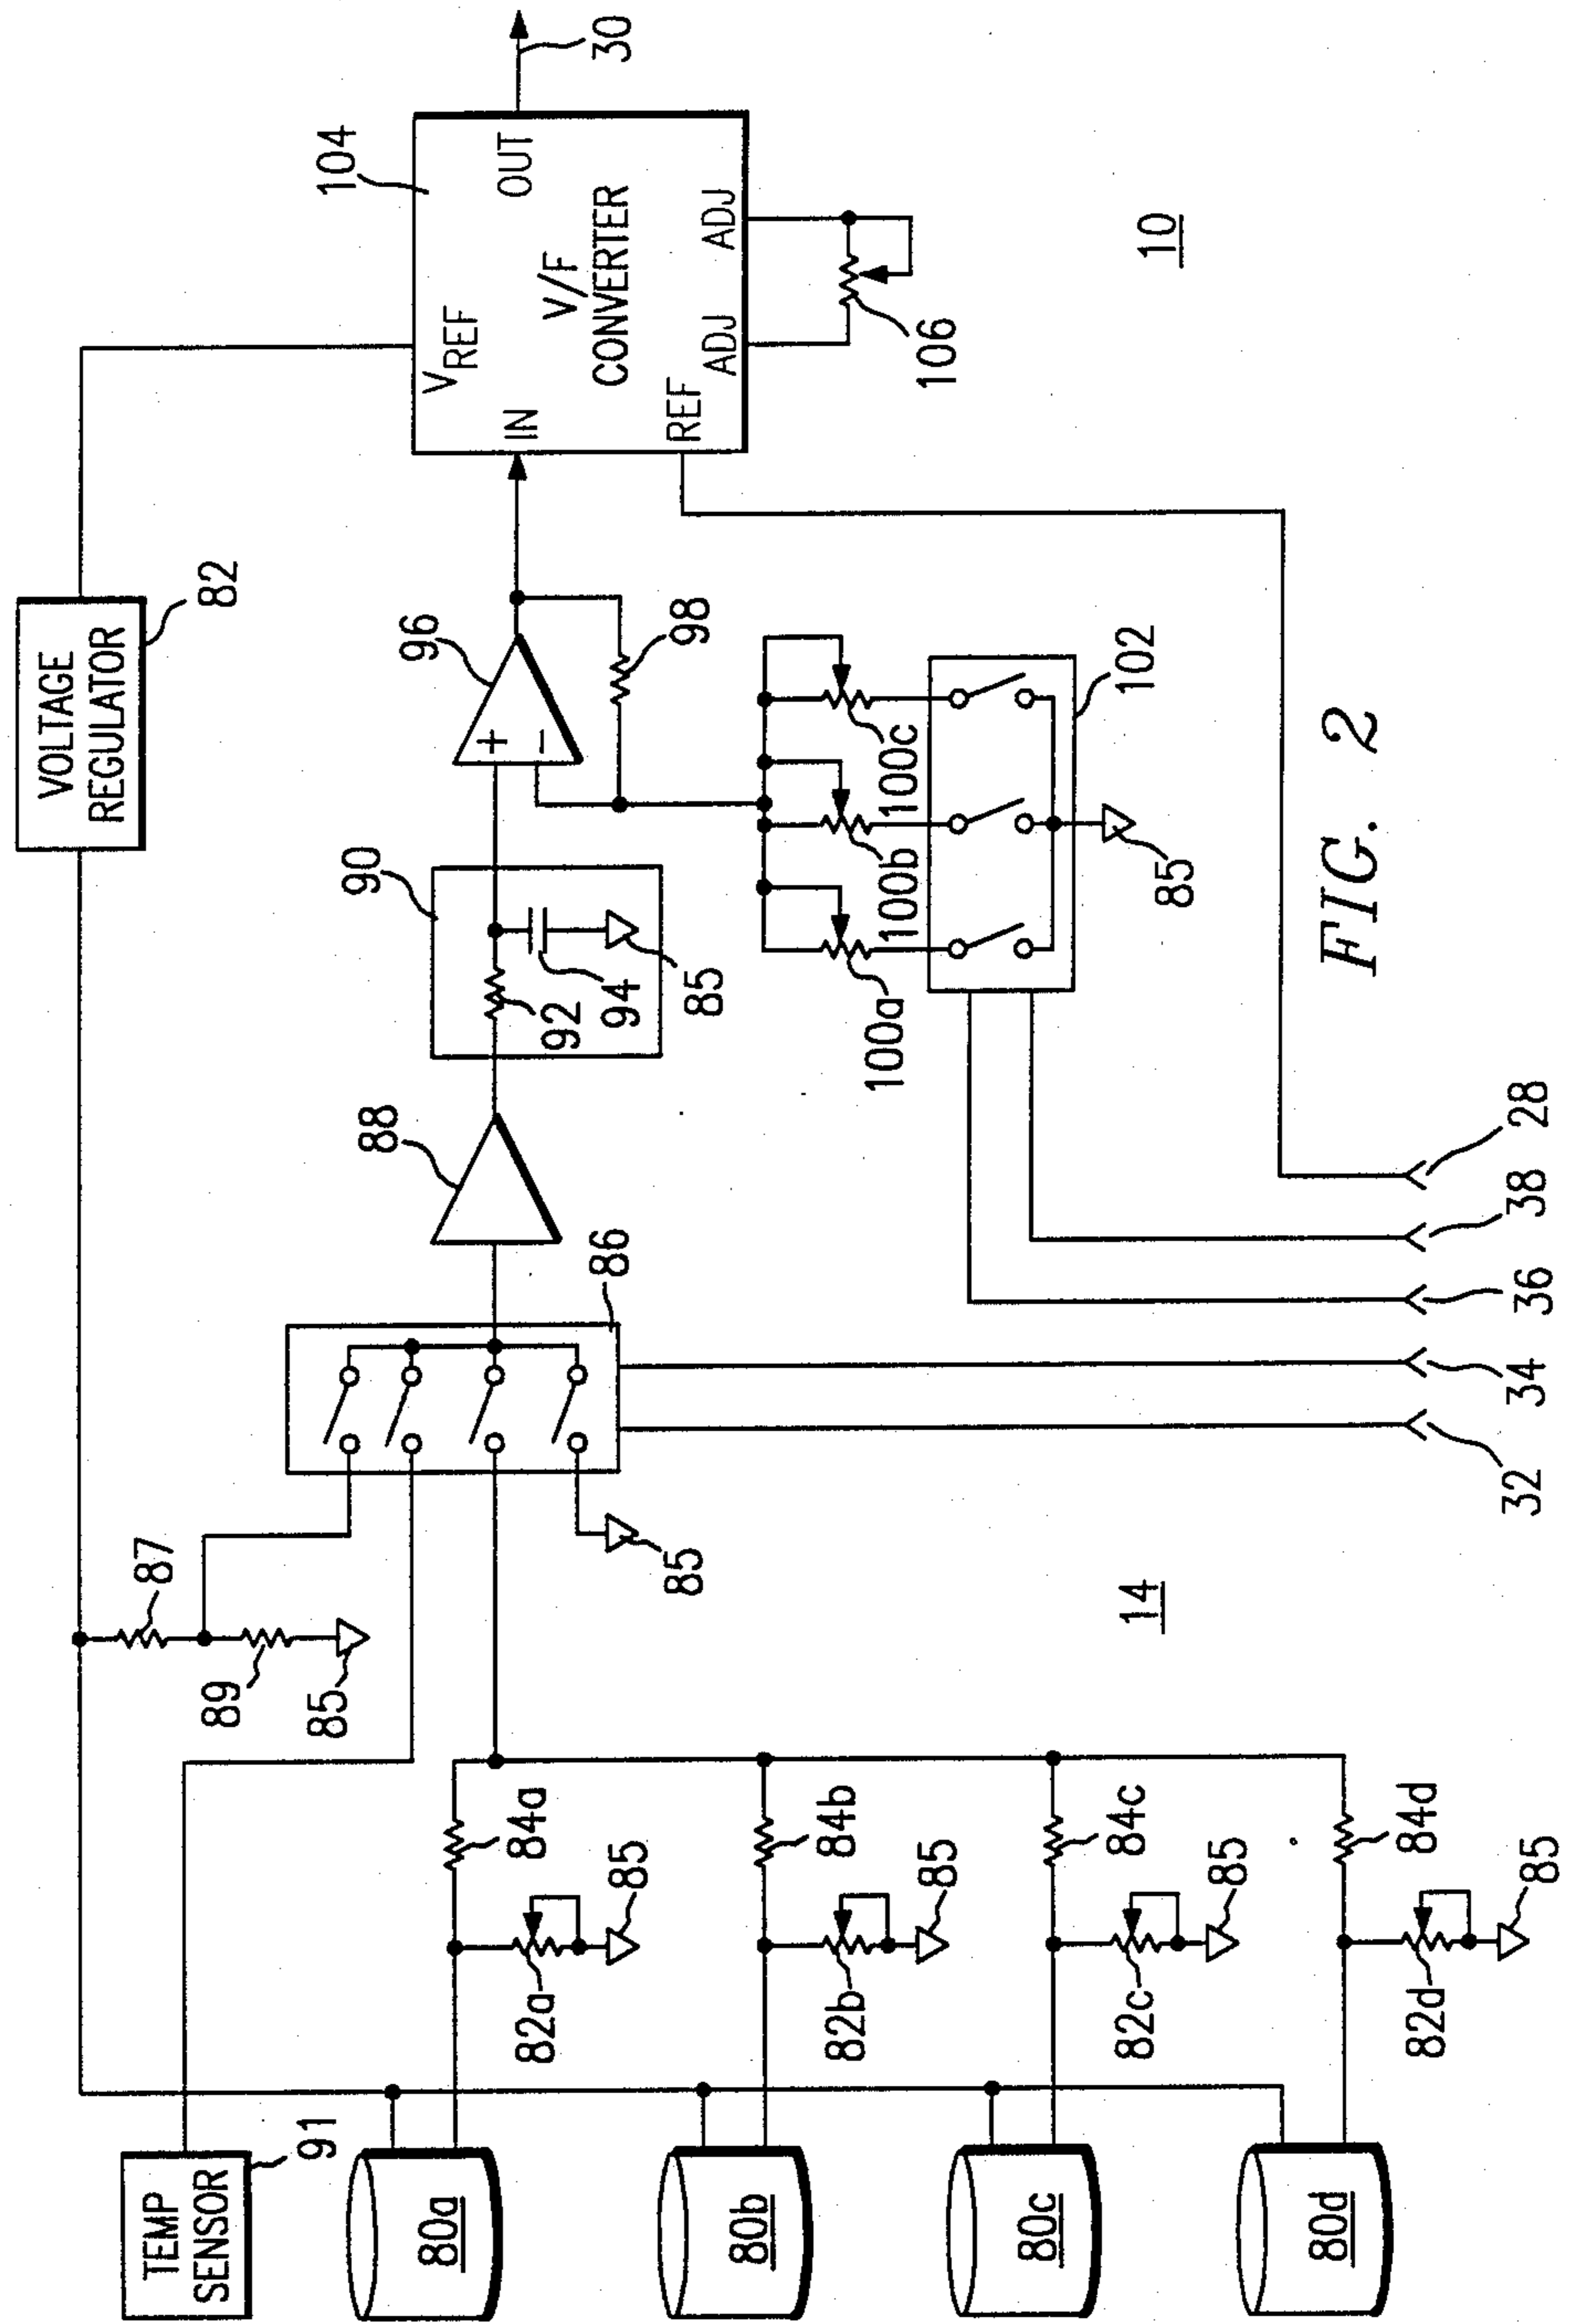 VOLTAGE
REGULATOR
82
104
V REF
OUT
30
IN
V/F
CONVERTER
REF
ADJ
ADJ
106
10
96
+
−
98
90
92
94
85
88
86
87
89
85
85
100a
100b
100c
102
85
TEMP
SENSOR
91
80a
84a
82a
85
80b
84b
82b
85
80c
84c
82c
85
80d
84d
82d
85
14
32
34
36
38
28
FIG. 2